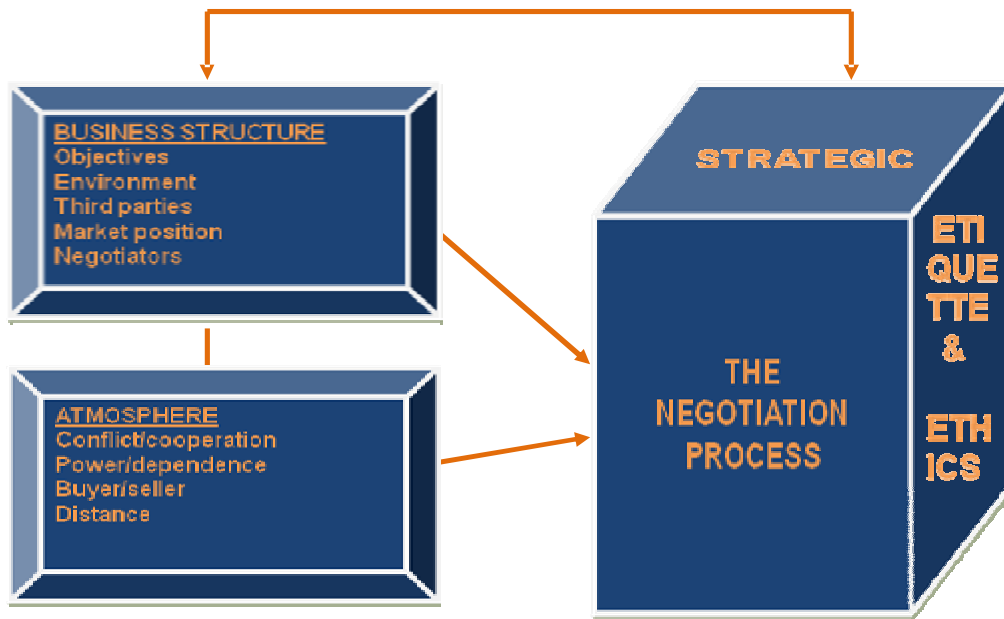 BUSINESS STRUCTURE
Objectives
Environment
Third parties
Market position
Negotiators
ATMOSPHERE
Conflict/cooperation
Power/dependence
Buyer/seller
Distance
STRATEGIC
THE
NEGOTIATION
PROCESS
ETI
QUE
TTE
&
ETH
ICS